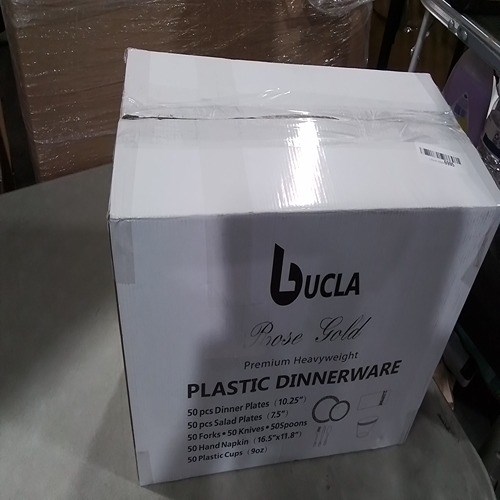 bUCLA
Rose Gold
Premium Heavyweight
PLASTIC DINNERWARE
50 pcs Dinner Plates (10.25")
50 pcs Salad Plates (7.5")
50 Forks • 50 Knives • 50Spoons
50 Hand Napkin (16.5"x11.8")
50 Plastic Cups (9oz)